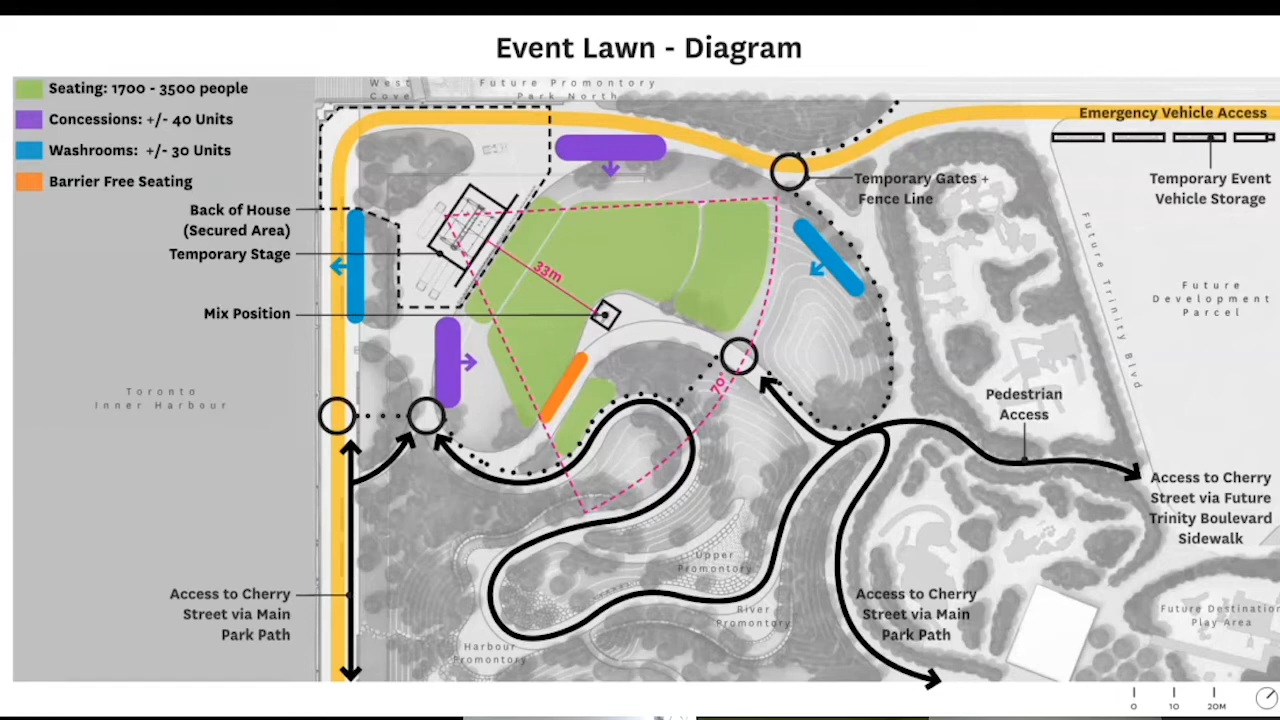 Event Lawn - Diagram
West
Cove
Future Promontory
Park North
Seating: 1700 - 3500 people
Concessions: +/- 40 Units
Washrooms: +/- 30 Units
Barrier Free Seating
Back of House
(Secured Area)
Temporary Stage
Mix Position
33m
70°
Emergency Vehicle Access
Temporary Gates +
Fence Line
Temporary Event
Vehicle Storage
Future Trinity Blvd
Future
Development
Parcel
Toronto
Inner Harbour
Pedestrian
Access
Access to Cherry
Street via Future
Trinity Boulevard
Sidewalk
Upper
Promontory
River
Promontory
Harbour
Promontory
Access to Cherry
Street via Main
Park Path
Access to Cherry
Street via Main
Park Path
Future Destination
Play Area
0 10 20M